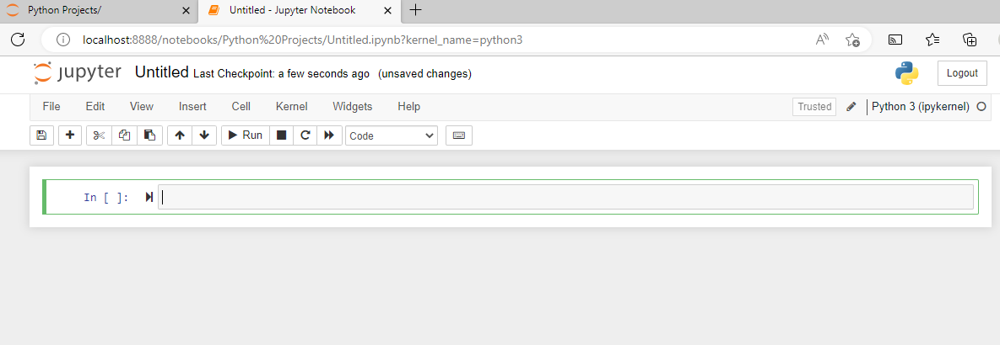 Python Projects/
Untitled - Jupyter Notebook
localhost:8888/notebooks/Python%20Projects/Untitled.ipynb?kernel_name=python3
jupyter Untitled Last Checkpoint: a few seconds ago (unsaved changes)
Logout
File Edit View Insert Cell Kernel Widgets Help
Trusted
Python 3 (ipykernel)
Run
Code
In [ ]: